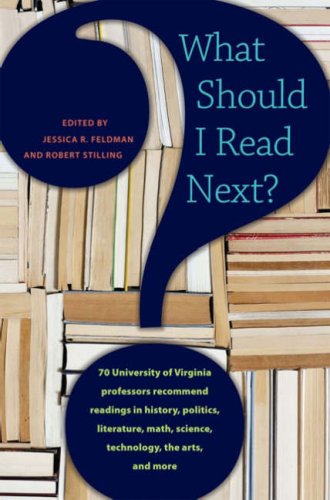 What
Should
I Read
Next?
EDITED BY
JESSICA R. FELDMAN
AND ROBERT STILLING
70 University of Virginia
professors recommend
readings in history, politics,
literature, math, science,
technology, the arts,
and more